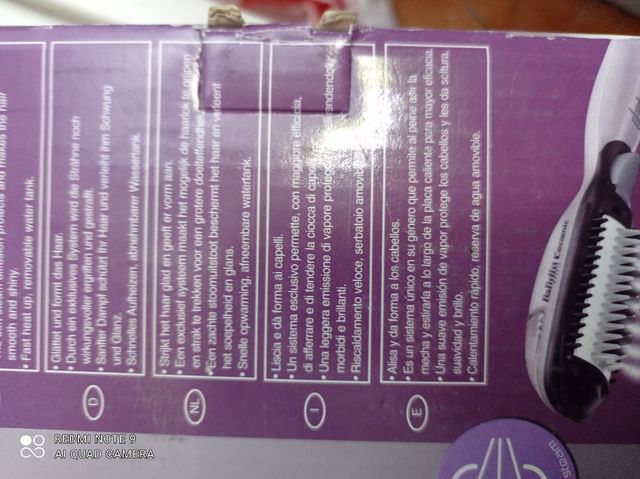 smooth and shiny.
• Fast heat up, removable water tank.
D
• Glättet und formt das Haar.
• Durch ein exklusives System wird die Strähne noch
wirkungsvoller ergriffen und gestrafft.
• Sanfter Dampf schützt Ihr Haar und verleiht ihm Schwung
und Glanz.
• Schnelles Aufheizen, abnehmbarer Wassertank.
NL
• Strijkt het haar glad en geeft er vorm aan.
• Een exclusief systeem maakt het mogelijk de haarlok te
en strak te trekken voor een grotere doeltreffendheid
• Een zachte stoomuitstoot beschermt het haar en verleent
het soepelheid en glans.
• Snelle opwarming, afneembare watertank.
I
• Liscia e dà forma ai capelli.
• Un sistema esclusivo permette, con maggiore efficacia,
di afferrare e di tendere la ciocca di capelli.
• Una leggera emissione di vapore protegge
morbidi e brillanti.
• Riscaldamento veloce, serbatoio amovibile.
E
• Alisa y da forma a los cabellos.
• Es un sistema único en su género que permite al peine asir la
mecha y estirarla a lo largo de la placa caliente para mayor eficacia.
• Una suave emisión de vapor protege los cabellos y les da soltura,
suavidad y brillo.
• Calentamiento rápido, reserva de agua amovible.
BaByliss Ceramic
steam
REDMI NOTE 9
AI QUAD CAMERA